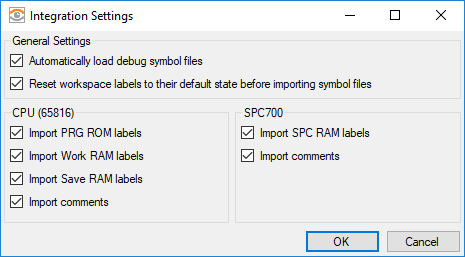 Integration Settings
General Settings
Automatically load debug symbol files
Reset workspace labels to their default state before importing symbol files
CPU (65816)
Import PRG ROM labels
Import Work RAM labels
Import Save RAM labels
Import comments
SPC700
Import SPC RAM labels
Import comments
OK
Cancel